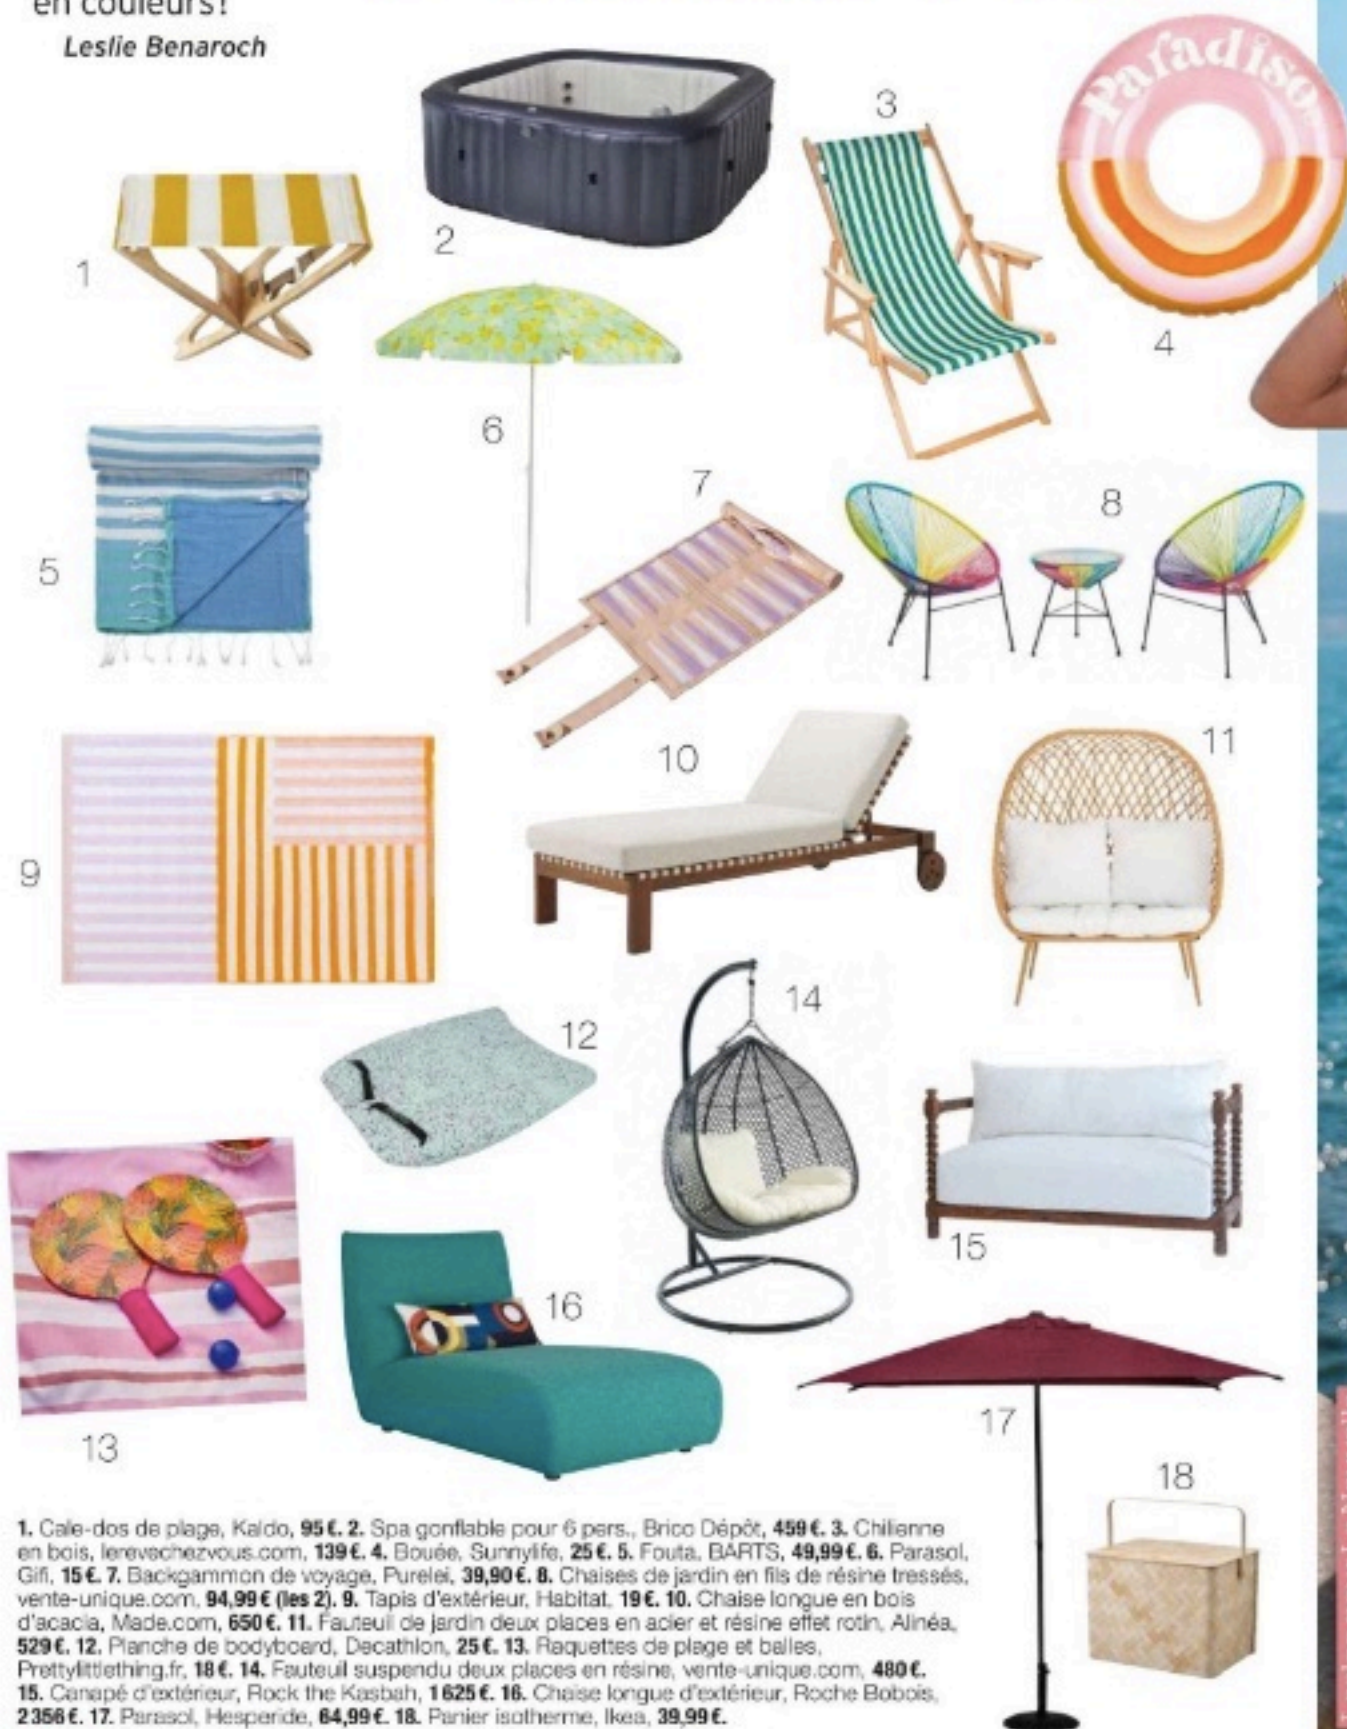 en couleurs!
Leslie Benaroch
Paradiso
1
2
3
4
5
6
7
8
9
10
11
12
13
14
15
16
17
18
1. Cale-dos de plage, Kaldo, 95 €. 2. Spa gonflable pour 6 pers., Brico Dépôt, 459 €. 3. Chilienne
en bois, lerevechezvous.com, 139 €. 4. Bouée, Sunnylife, 25 €. 5. Fouta, BARTS, 49,99 €. 6. Parasol,
Gifi, 15 €. 7. Backgammon de voyage, Purelei, 39,90 €. 8. Chaises de jardin en fils de résine tressés,
vente-unique.com, 94,99 € (les 2). 9. Tapis d'extérieur, Habitat, 19 €. 10. Chaise longue en bois
d'acacia, Made.com, 650 €. 11. Fauteuil de jardin deux places en acier et résine effet rotin, Alinéa,
529 €. 12. Planche de bodyboard, Decathlon, 25 €. 13. Raquettes de plage et balles,
Prettylittlething.fr, 18 €. 14. Fauteuil suspendu deux places en résine, vente-unique.com, 480 €.
15. Canapé d'extérieur, Rock the Kasbah, 1 625 €. 16. Chaise longue d'extérieur, Roche Bobois,
2 356 €. 17. Parasol, Hesperide, 64,99 €. 18. Panier isotherme, Ikea, 39,99 €.